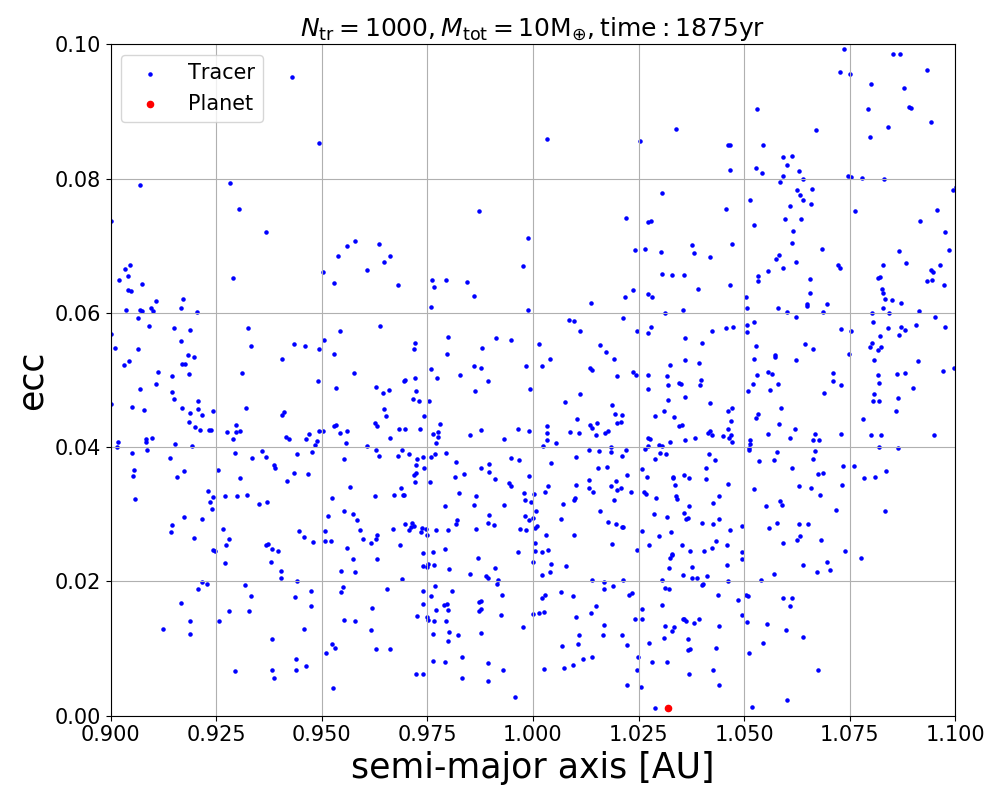 N_tr = 1000, M_tot = 10M_⊕, time : 1875yr
Tracer
Planet
0.10
0.08
0.06
0.04
0.02
0.00
ecc
0.900 0.925 0.950 0.975 1.000 1.025 1.050 1.075 1.100
semi-major axis [AU]